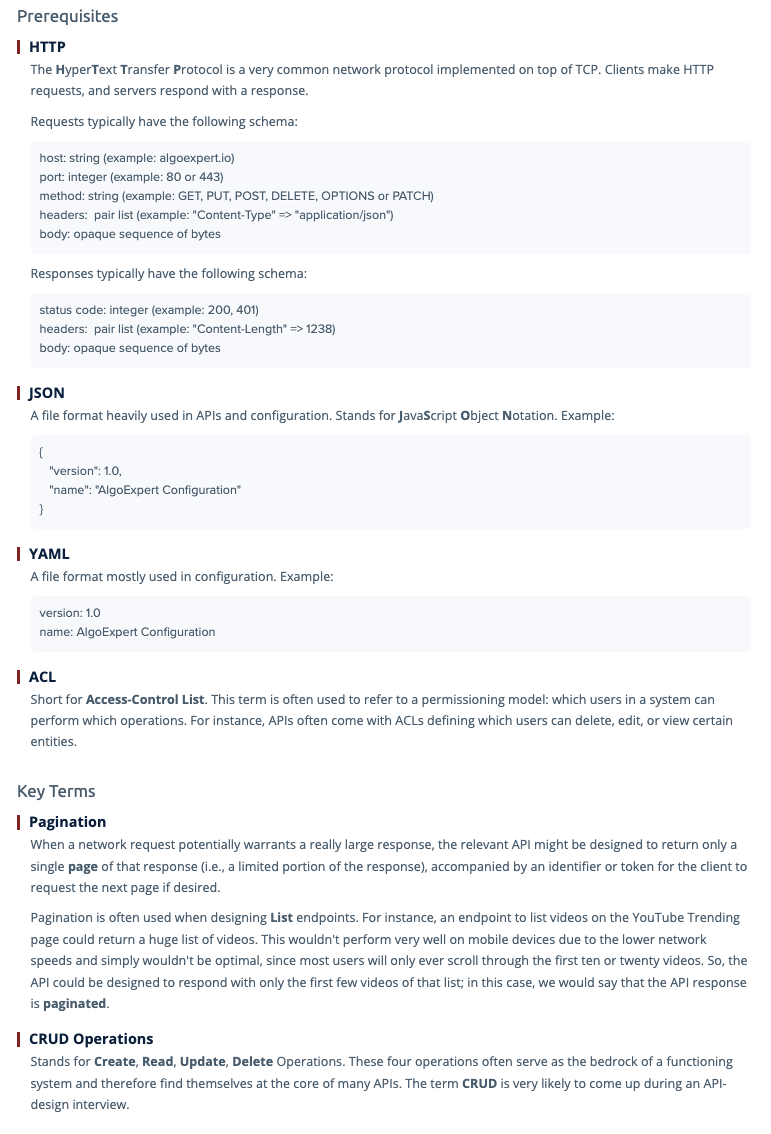 Prerequisites
HTTP
The HyperText Transfer Protocol is a very common network protocol implemented on top of TCP. Clients make HTTP
requests, and servers respond with a response.
Requests typically have the following schema:
host: string (example: algoexpert.io)
port: integer (example: 80 or 443)
method: string (example: GET, PUT, POST, DELETE, OPTIONS or PATCH)
headers:  pair list (example: "Content-Type" => "application/json")
body: opaque sequence of bytes
Responses typically have the following schema:
status code: integer (example: 200, 401)
headers:  pair list (example: "Content-Length" => 1238)
body: opaque sequence of bytes
JSON
A file format heavily used in APIs and configuration. Stands for JavaScript Object Notation. Example:
{
"version": 1.0,
"name": "AlgoExpert Configuration"
}
YAML
A file format mostly used in configuration. Example:
version: 1.0
name: AlgoExpert Configuration
ACL
Short for Access-Control List. This term is often used to refer to a permissioning model: which users in a system can
perform which operations. For instance, APIs often come with ACLs defining which users can delete, edit, or view certain
entities.
Key Terms
Pagination
When a network request potentially warrants a really large response, the relevant API might be designed to return only a
single page of that response (i.e., a limited portion of the response), accompanied by an identifier or token for the client to
request the next page if desired.
Pagination is often used when designing List endpoints. For instance, an endpoint to list videos on the YouTube Trending
page could return a huge list of videos. This wouldn't perform very well on mobile devices due to the lower network
speeds and simply wouldn't be optimal, since most users will only ever scroll through the first ten or twenty videos. So, the
API could be designed to respond with only the first few videos of that list; in this case, we would say that the API response
is paginated.
CRUD Operations
Stands for Create, Read, Update, Delete Operations. These four operations often serve as the bedrock of a functioning
system and therefore find themselves at the core of many APIs. The term CRUD is very likely to come up during an API-
design interview.